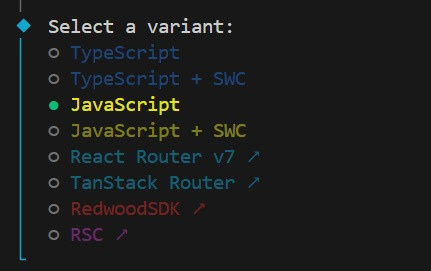 Select a variant:
TypeScript
TypeScript + SWC
JavaScript
JavaScript + SWC
React Router v7 ↗
TanStack Router ↗
RedwoodSDK ↗
RSC ↗